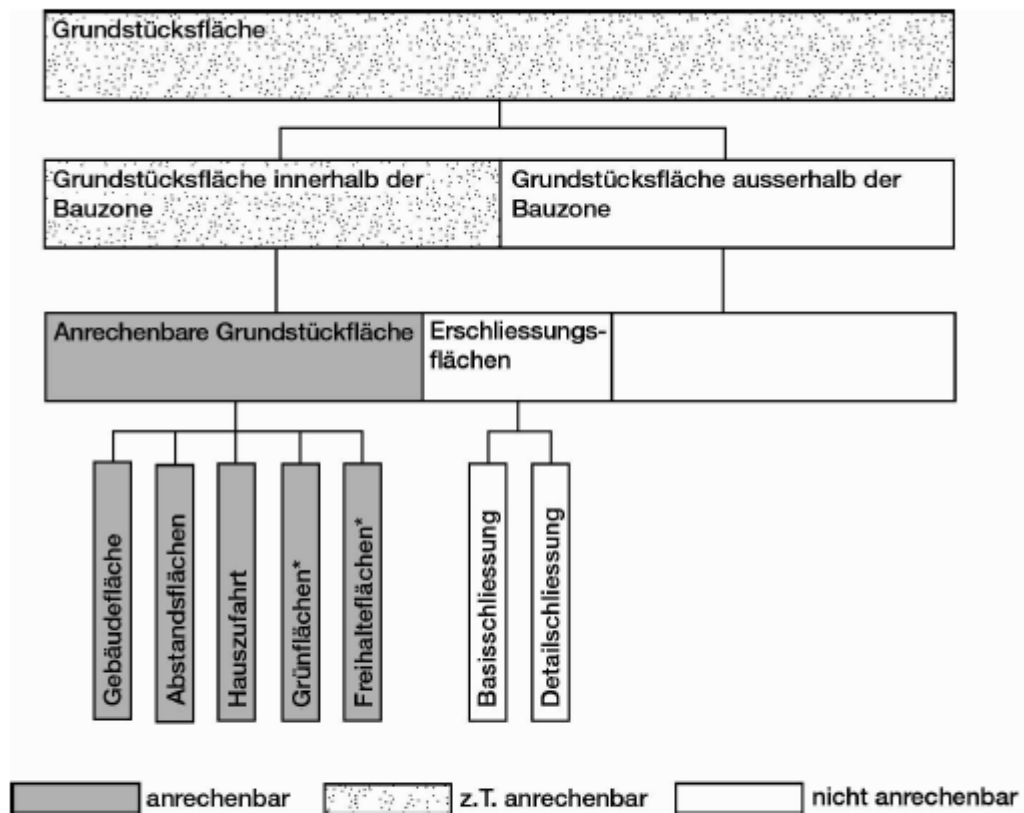 Grundstücksfläche
Grundstücksfläche innerhalb der
Bauzone
Grundstücksfläche ausserhalb der
Bauzone
Anrechenbare Grundstückfläche
Erschliessungs-
flächen
Gebäudefläche
Abstandsflächen
Hauszufahrt
Grünflächen*
Freihalteflächen*
Basisschliessung
Detailschliessung
anrechenbar
z.T. anrechenbar
nicht anrechenbar